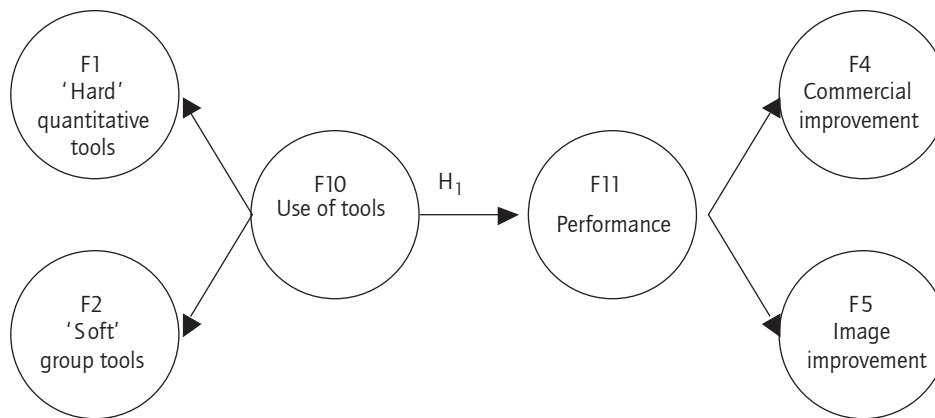 F1
‘Hard’
quantitative
tools
F2
‘Soft’
group tools
F10
Use of tools
H1
F11
Performance
F4
Commercial
improvement
F5
Image
improvement